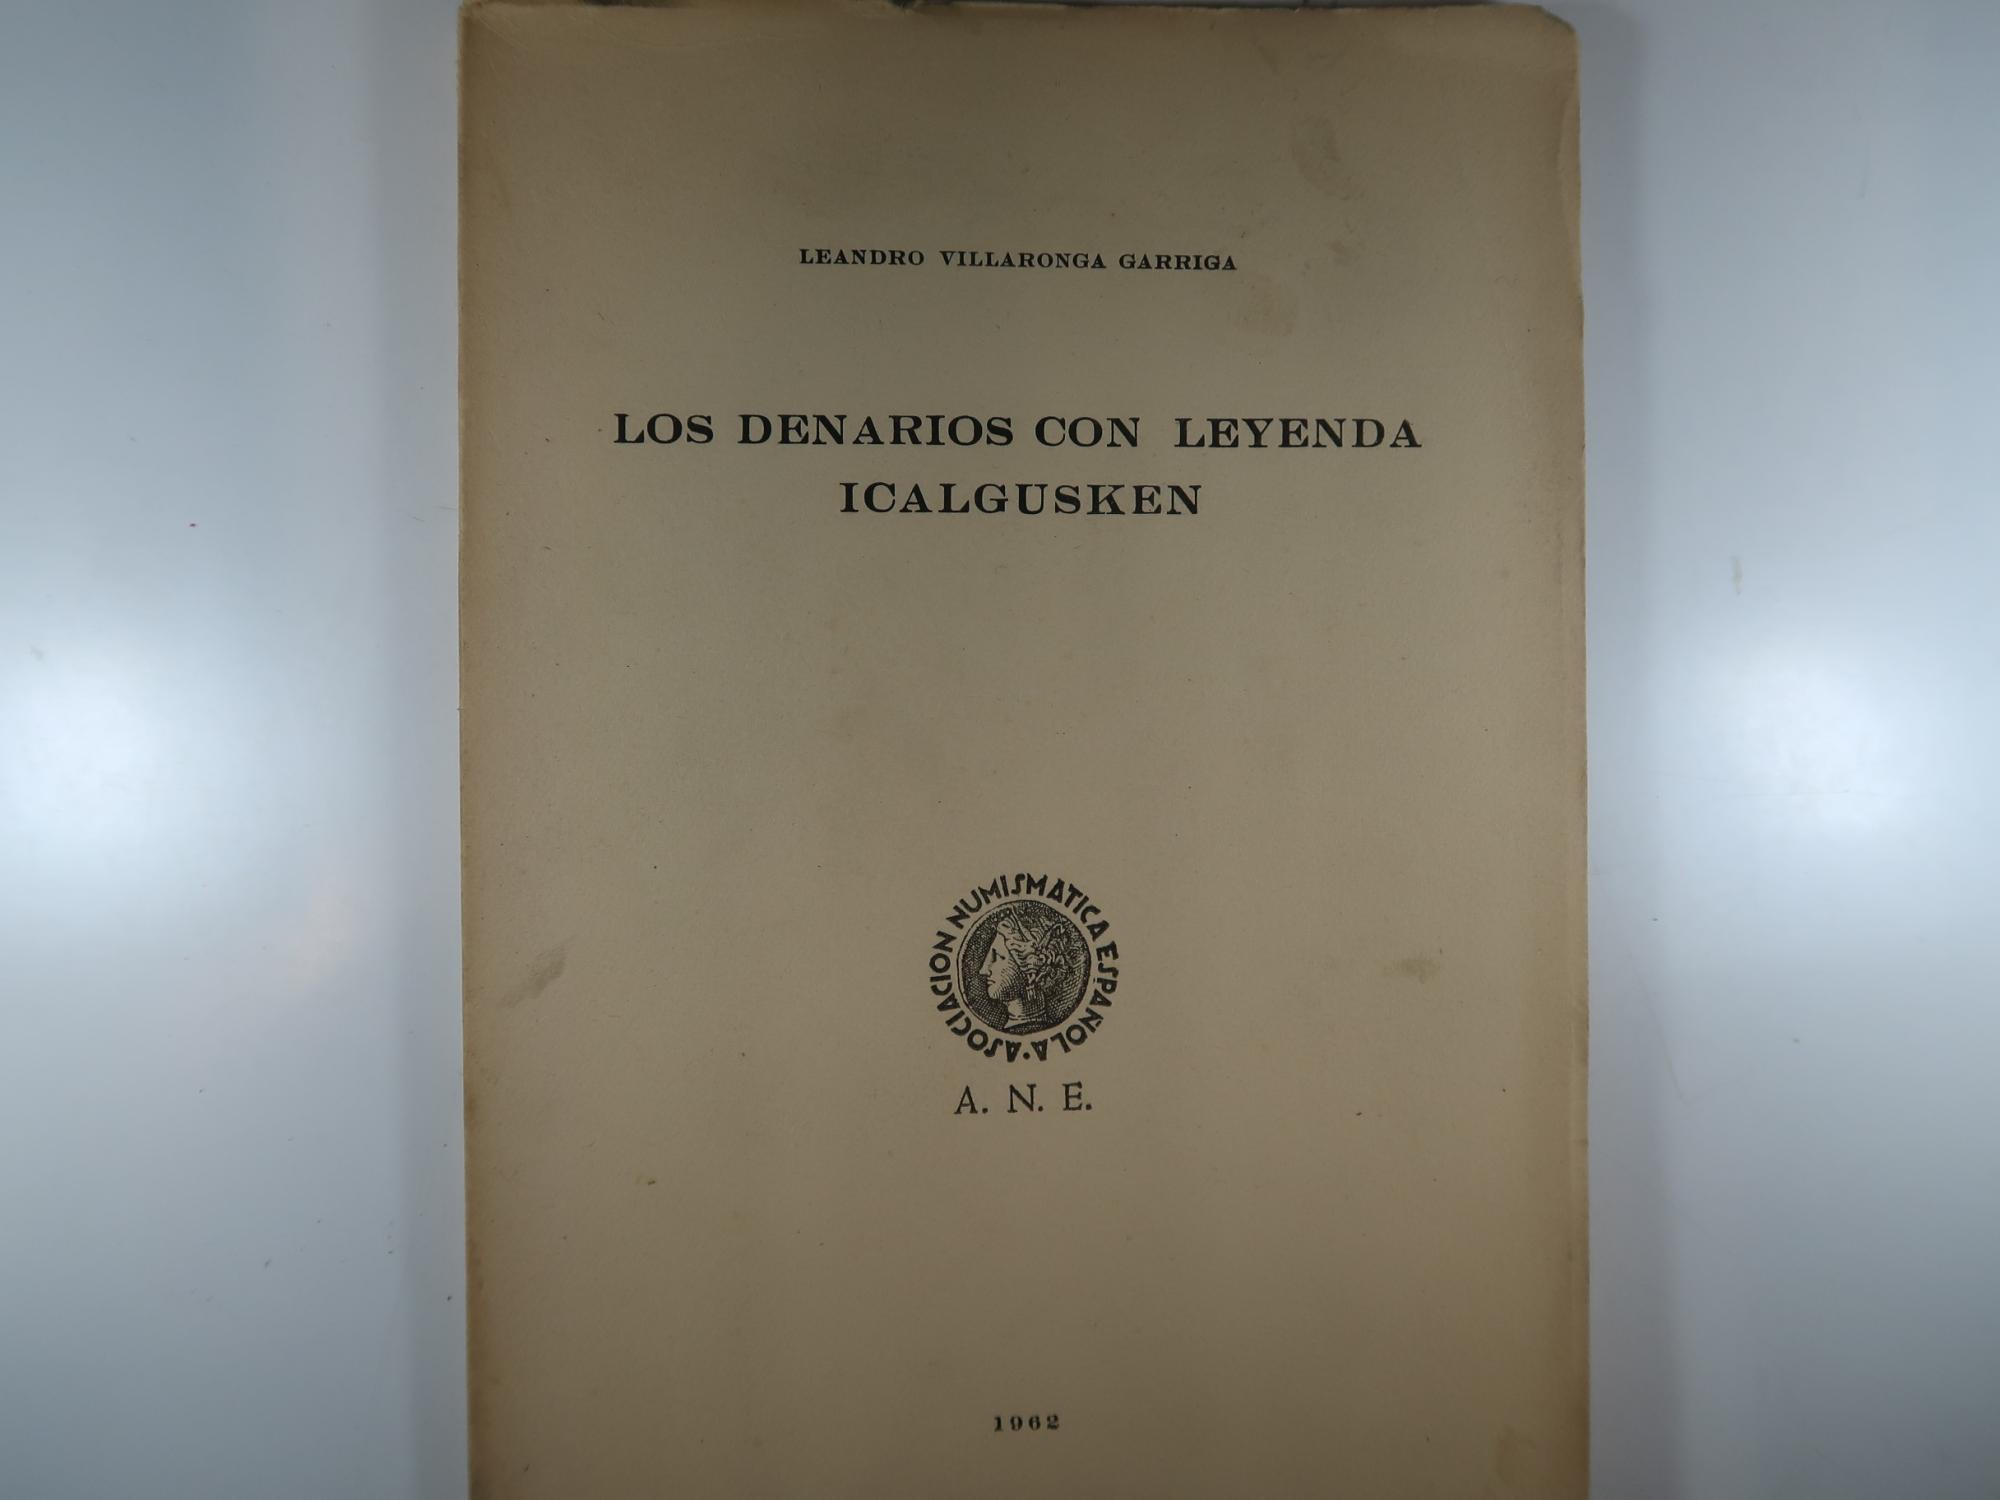 LEANDRO VILLARONGA GARRIGA
LOS DENARIOS CON LEYENDA
ICALGUSKEN
ASOCIACION NUMISMATICA ESPAÑOLA ·
A. N. E.
1962